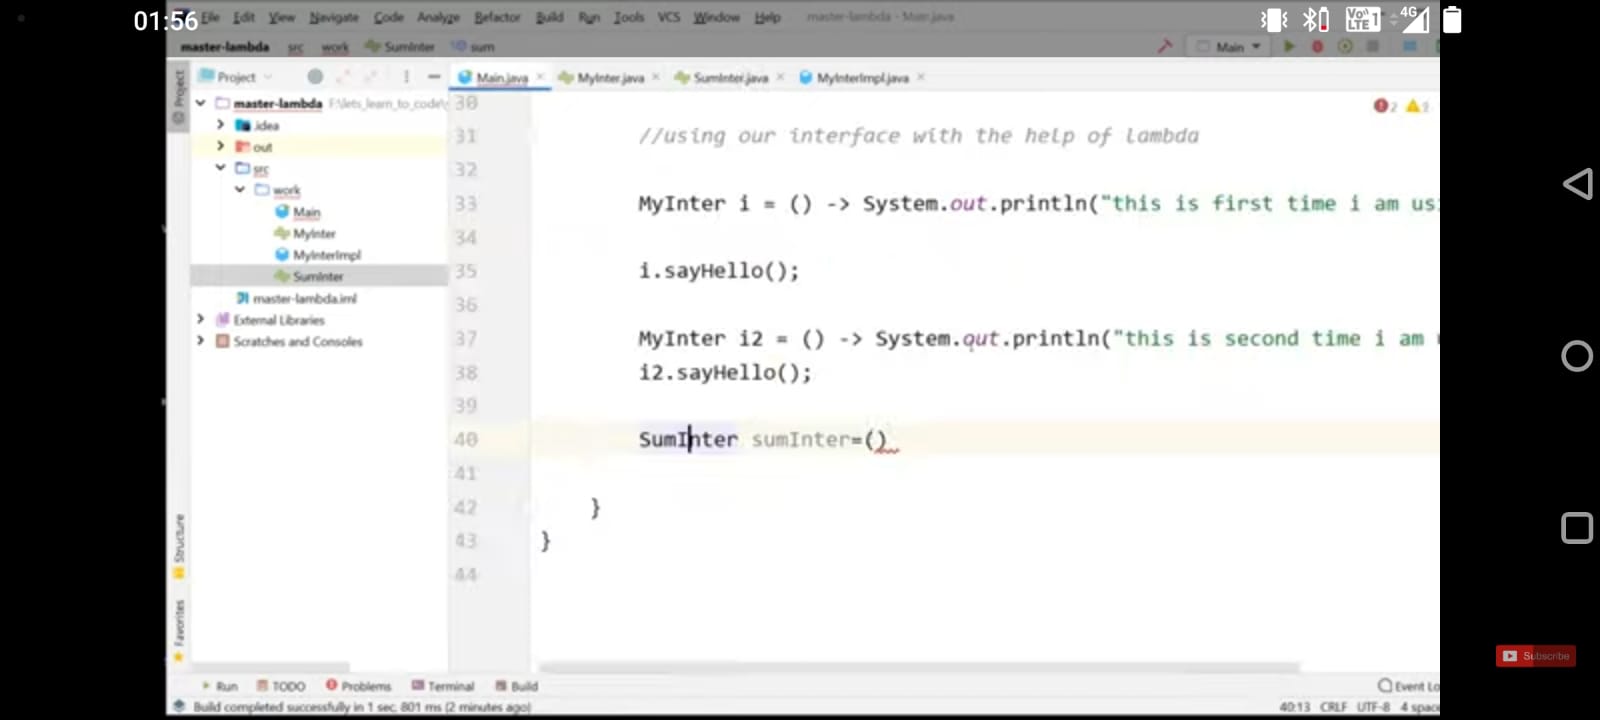 01:56
File Edit View Navigate Code Analyze Refactor Build Run Tools VCS Window Help master-lambda - Main.java
VoLTE 1 4G
master-lambda src work SumInter sum Main
Project Main.java MyInter.java SumInter.java MyInterImpl.java
Project
master-lambda F:\lets_learn_to_code\
.idea
out
src
work
Main
MyInter
MyInterImpl
SumInter
master-lambda.iml
External Libraries
Scratches and Consoles
30
2 2
31 //using our interface with the help of lambda
32
33 MyInter i = () -> System.out.println("this is first time i am us
34
35 i.sayHello();
36
37 MyInter i2 = () -> System.out.println("this is second time i am
38 i2.sayHello();
39
40 SumInter sumInter=()
41
42 }
43 }
44
Structure
Favorites
Subscribe
Run TODO Problems Terminal Build Event Lo
Build completed successfully in 1 sec, 801 ms (2 minutes ago) 40:13 CRLF UTF-8 4 spac